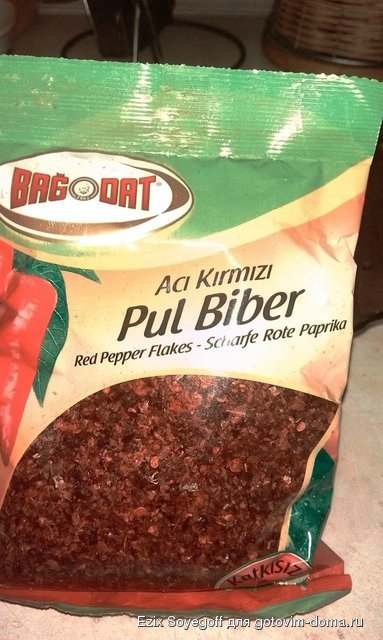 BAĞDAT
Acı Kırmızı
Pul Biber
Red Pepper Flakes - Scharfe Rote Paprika
Katkısız
Ezix Soyegoff для gotovim-doma.ru